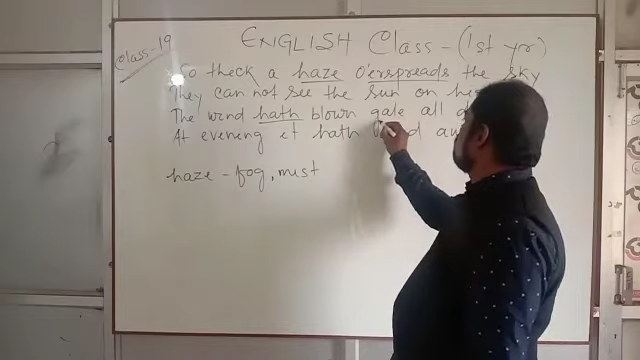 Class-19
ENGLISH Class - (1st yr)
So theck a haze O'erspreads the sky
They can not see the sun on
The wind hath blown gale all
At evening et hath
haze - fog, mist